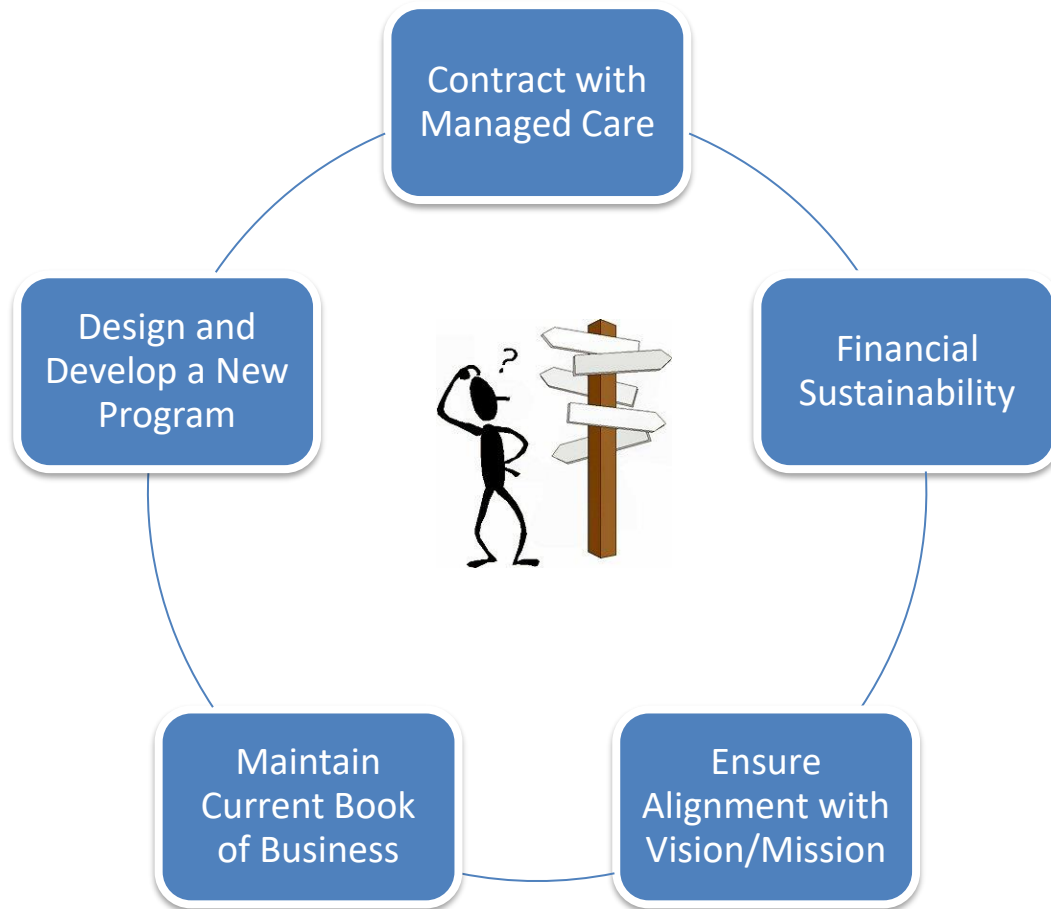 Contract with
Managed Care
Design and
Develop a New
Program
Financial
Sustainability
?
Maintain
Current Book
of Business
Ensure
Alignment with
Vision/Mission